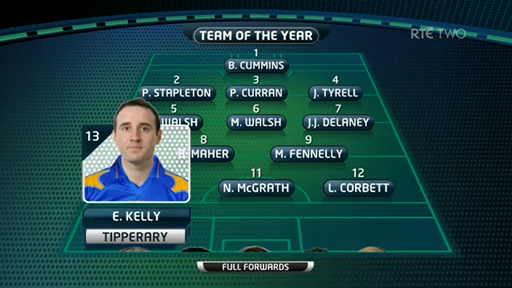 TEAM OF THE YEAR
RTÉ TWO
1
B. CUMMINS
2 3 4
P. STAPLETON P. CURRAN J. TYRELL
5 6 7
WALSH M. WALSH J.J. DELANEY
8 9
MAHER M. FENNELLY
11 12
N. McGRATH L. CORBETT
13
E. KELLY
TIPPERARY
FULL FORWARDS